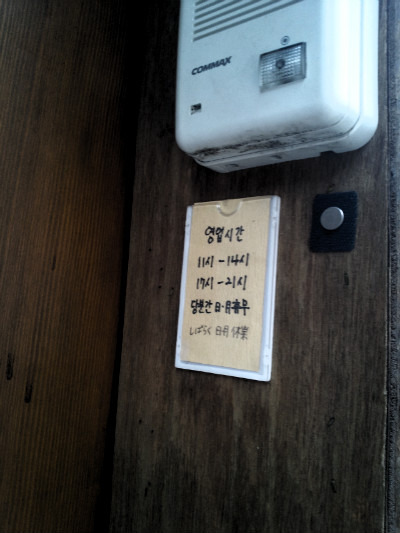 COMMAX
영업시간
11시 - 14시
17시 - 21시
당분간 日·月 휴무
しばらく 日·月 休業